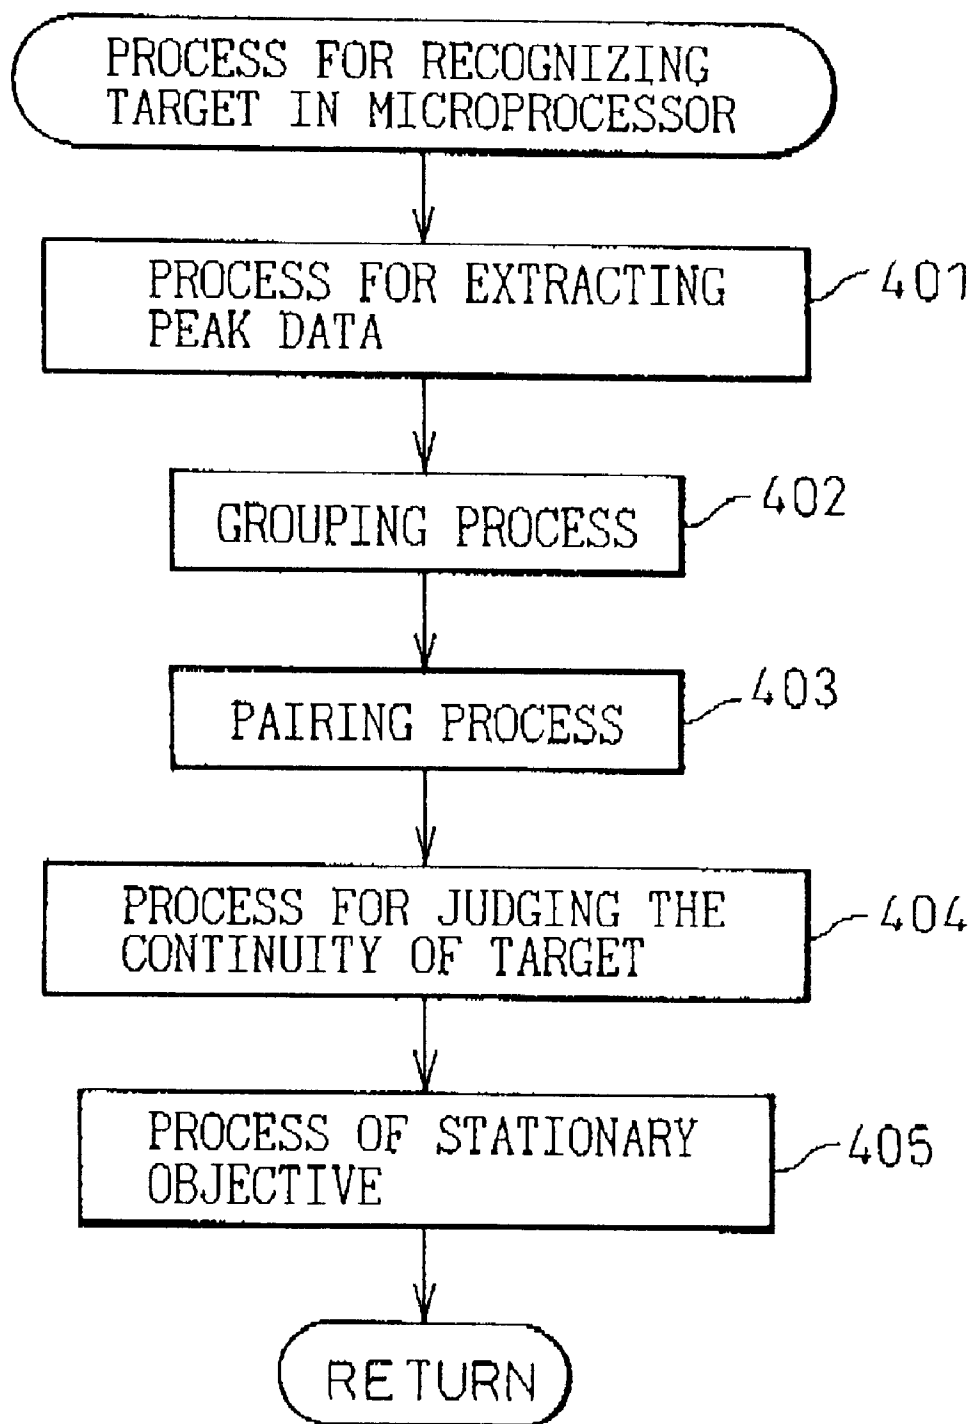 PROCESS FOR RECOGNIZING
TARGET IN MICROPROCESSOR
PROCESS FOR EXTRACTING
PEAK DATA
401
GROUPING PROCESS
402
PAIRING PROCESS
403
PROCESS FOR JUDGING THE
CONTINUITY OF TARGET
404
PROCESS OF STATIONARY
OBJECTIVE
405
RETURN